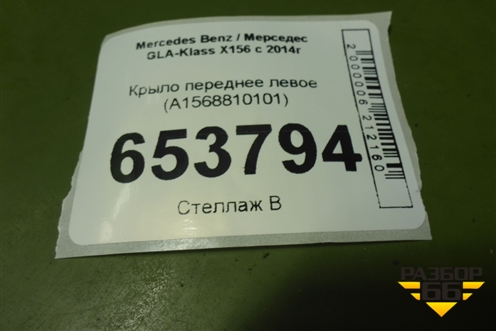 Mercedes Benz / Мерседес
GLA-Klass X156 с 2014г
Крыло переднее левое
(A1568810101)
653794
Стеллаж В
2000006212160
РАЗБОР
66